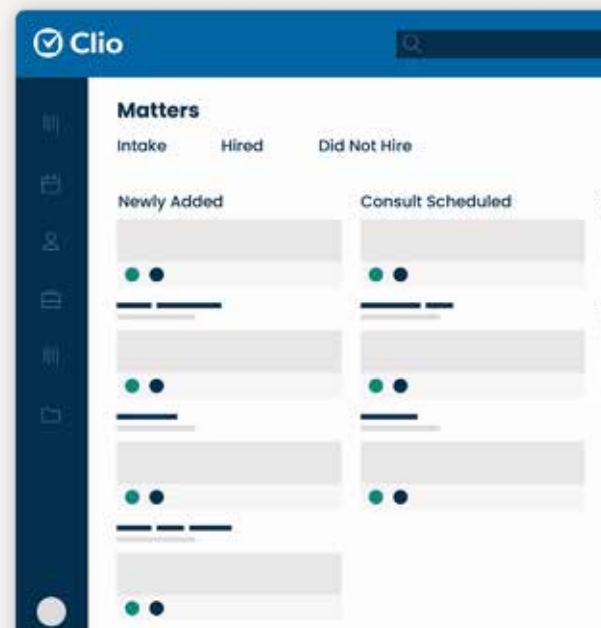 Clio
Matters
Intake Hired Did Not Hire
Newly Added Consult Scheduled